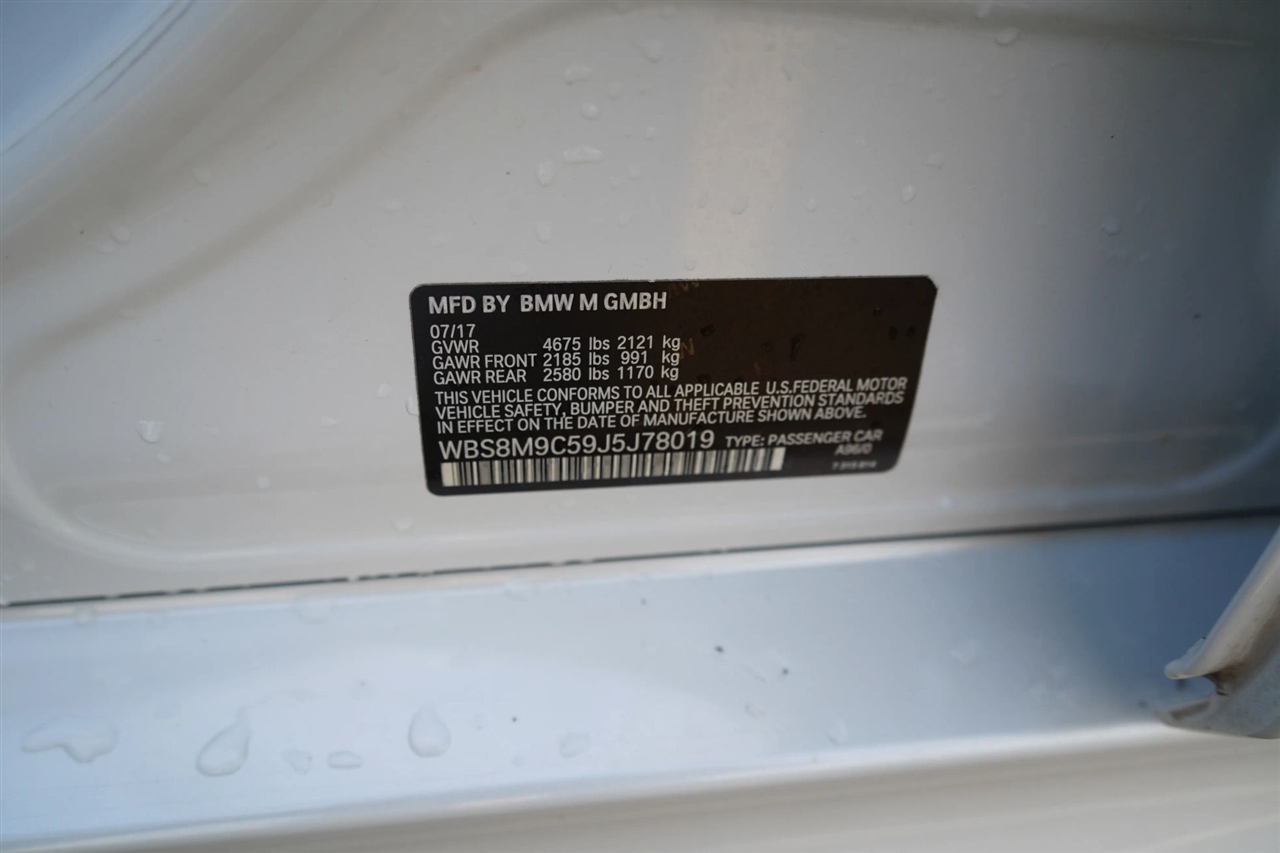 MFD BY BMW M GMBH
07/17
GVWR 4675 lbs 2121 kg
GAWR FRONT 2185 lbs 991 kg
GAWR REAR 2580 lbs 1170 kg
THIS VEHICLE CONFORMS TO ALL APPLICABLE U.S.FEDERAL MOTOR
VEHICLE SAFETY, BUMPER AND THEFT PREVENTION STANDARDS
IN EFFECT ON THE DATE OF MANUFACTURE SHOWN ABOVE.
WBS8M9C59J5J78019 TYPE: PASSENGER CAR
A96/0